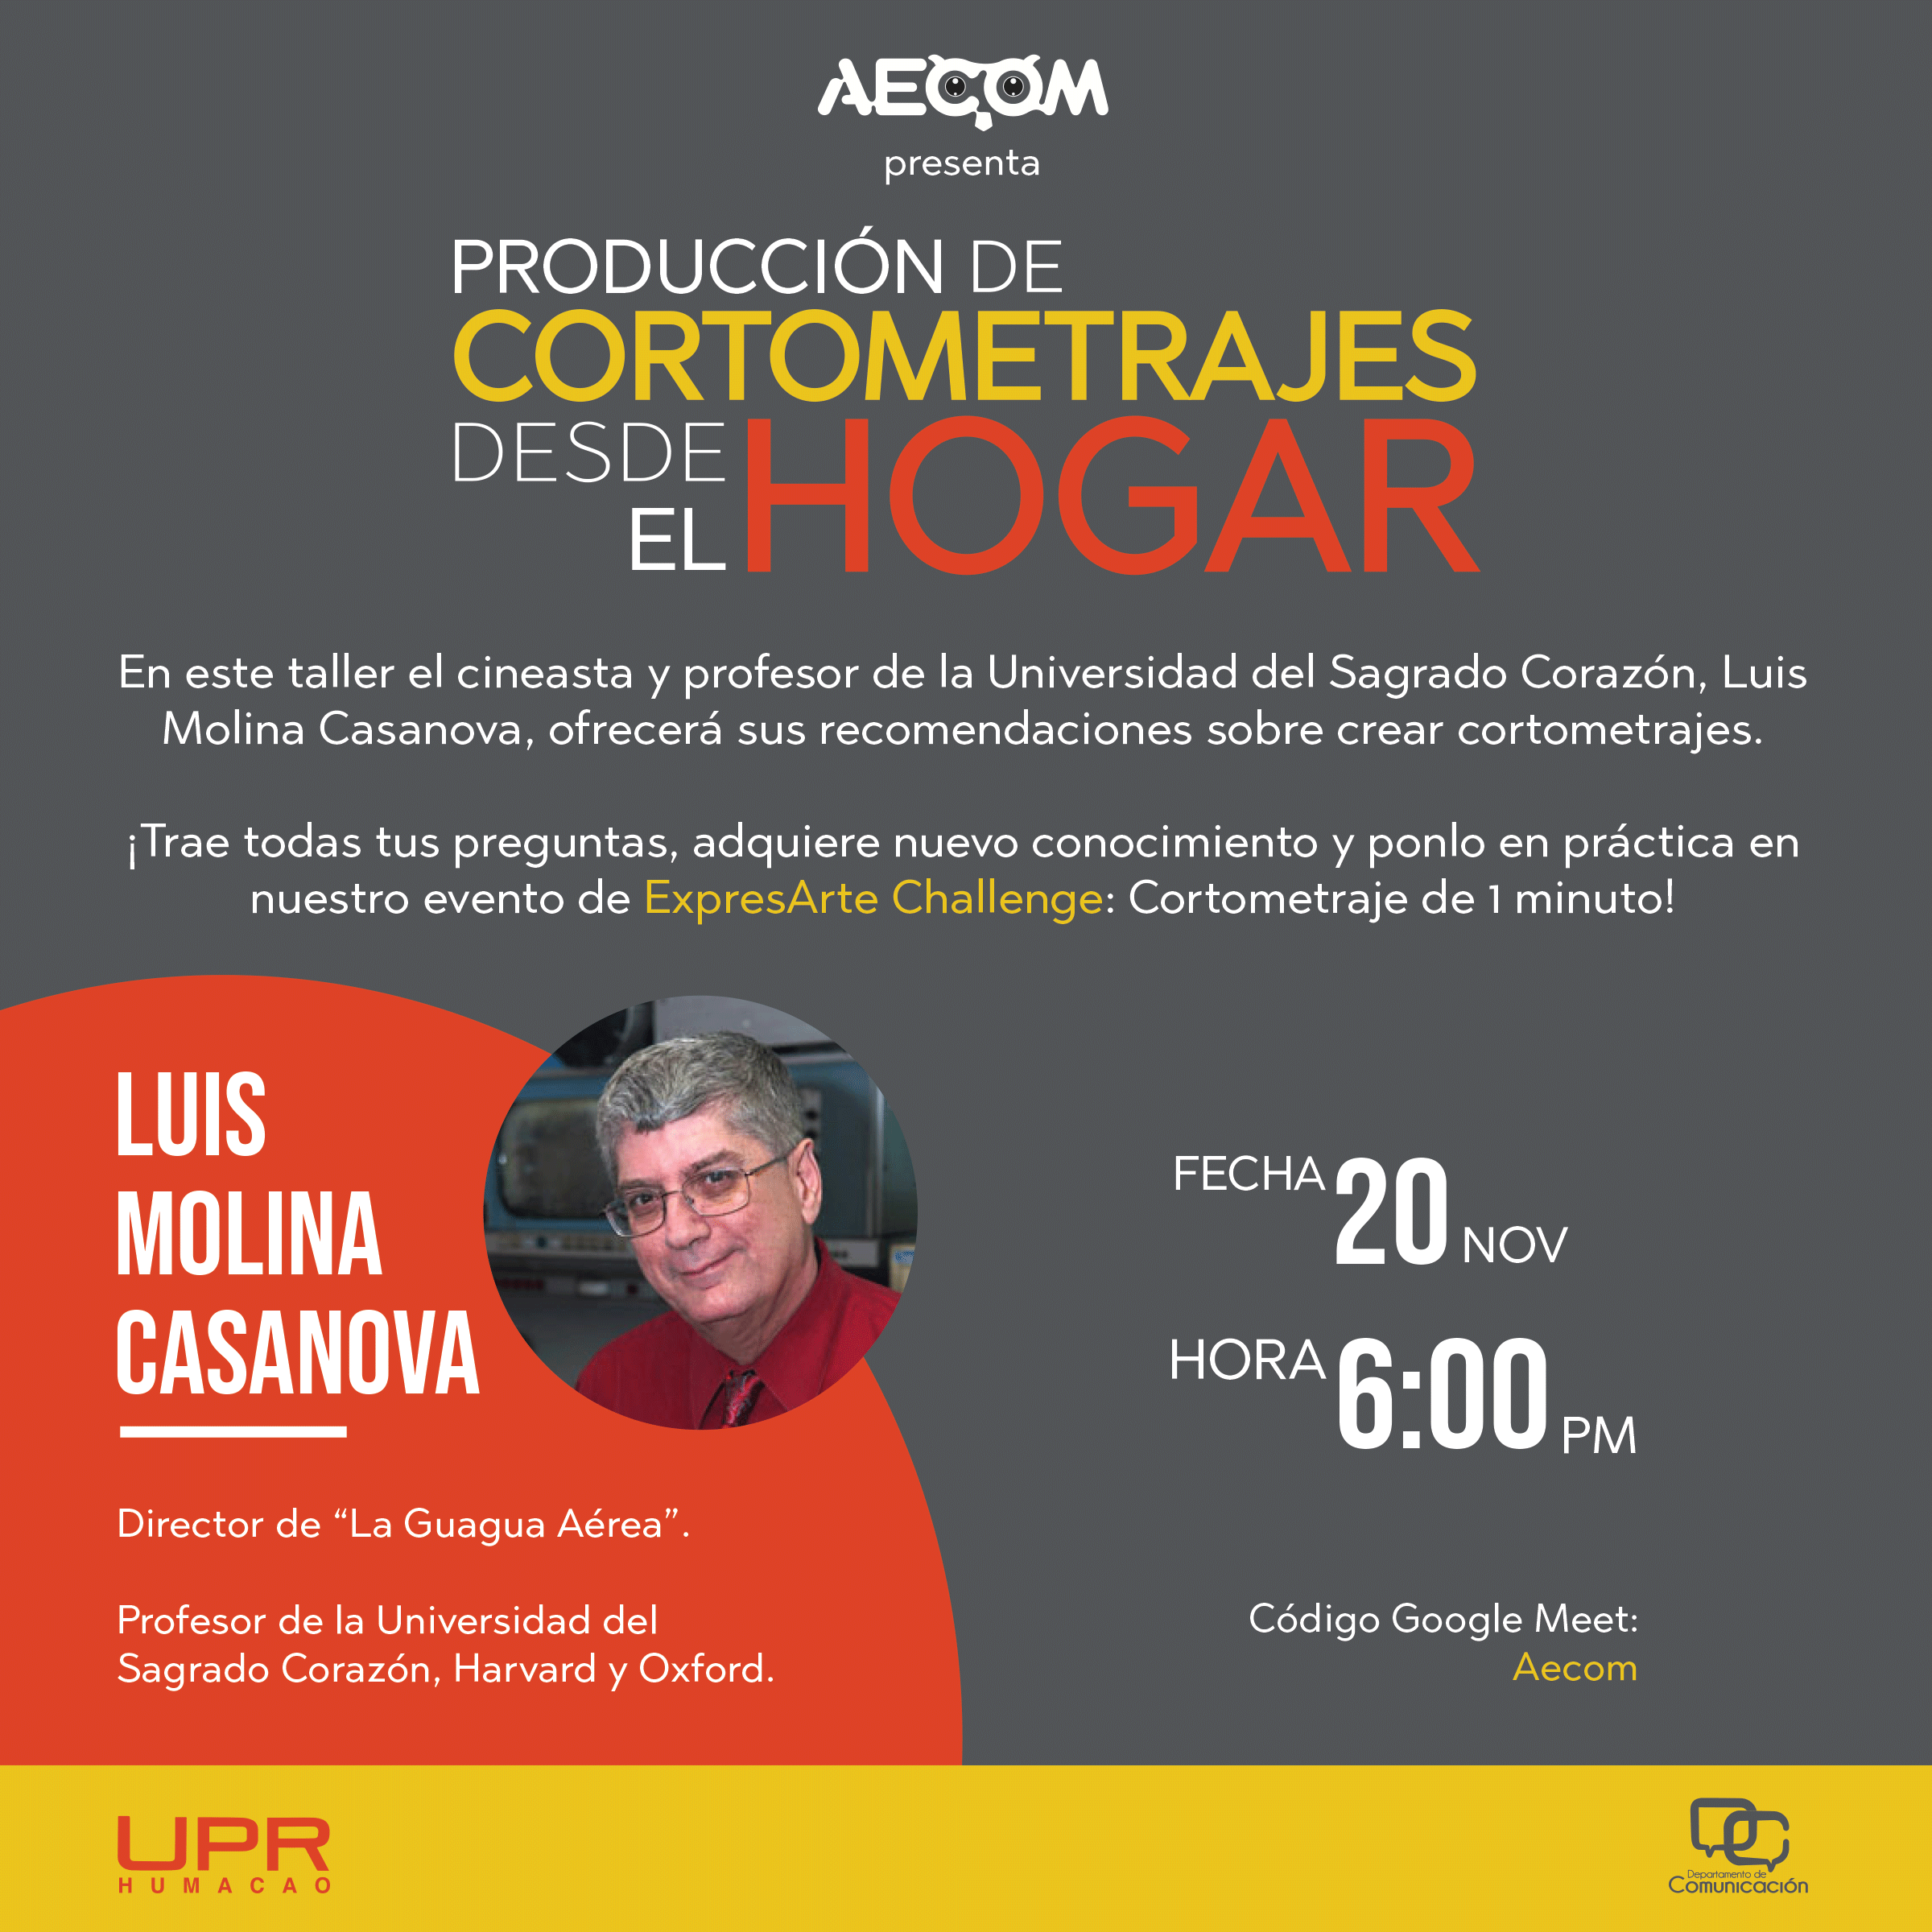 AECOM
presenta
PRODUCCIÓN DE
CORTOMETRAJES
DESDE
EL HOGAR
En este taller el cineasta y profesor de la Universidad del Sagrado Corazón, Luis
Molina Casanova, ofrecerá sus recomendaciones sobre crear cortometrajes.
¡Trae todas tus preguntas, adquiere nuevo conocimiento y ponlo en práctica en
nuestro evento de ExpresArte Challenge: Cortometraje de 1 minuto!
LUIS
MOLINA
CASANOVA
Director de “La Guagua Aérea”.
Profesor de la Universidad del
Sagrado Corazón, Harvard y Oxford.
FECHA 20 NOV
HORA 6:00 PM
Código Google Meet:
Aecom
UPR
HUMACAO
DC
Departamento de
Comunicación